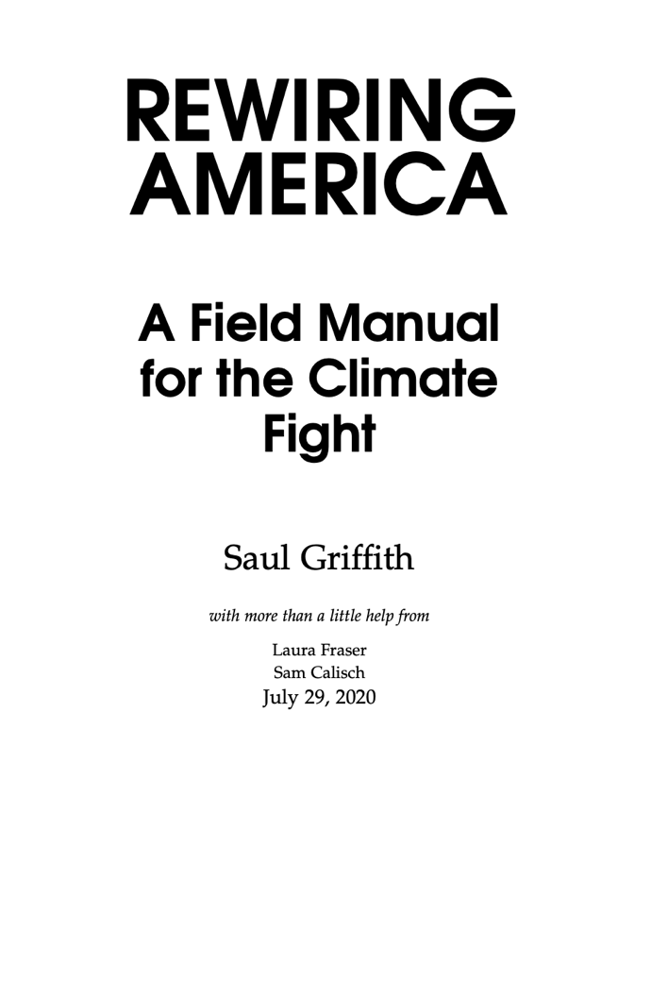 REWIRING
AMERICA
A Field Manual
for the Climate
Fight
Saul Griffith
with more than a little help from
Laura Fraser
Sam Calisch
July 29, 2020